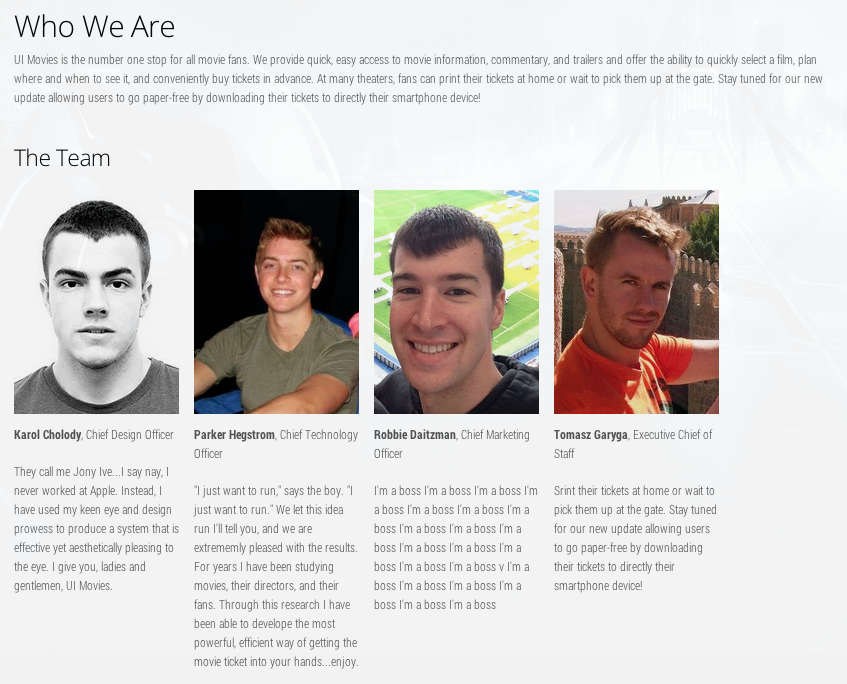 Who We Are
UI Movies is the number one stop for all movie fans. We provide quick, easy access to movie information, commentary, and trailers and offer the ability to quickly select a film, plan
where and when to see it, and conveniently buy tickets in advance. At many theaters, fans can print their tickets at home or wait to pick them up at the gate. Stay tuned for our new
update allowing users to go paper-free by downloading their tickets to directly their smartphone device!
The Team
Karol Cholody, Chief Design Officer
They call me Jony Ive...I say nay, I
never worked at Apple. Instead, I
have used my keen eye and design
prowess to produce a system that is
effective yet aesthetically pleasing to
the eye. I give you, ladies and
gentlemen, UI Movies.
Parker Hegstrom, Chief Technology
Officer
"I just want to run," says the boy. "I
just want to run." We let this idea
run I'll tell you, and we are
extrememly pleased with the results.
For years I have been studying
movies, their directors, and their
fans. Through this research I have
been able to develope the most
powerful, efficient way of getting the
movie ticket into your hands...enjoy.
Robbie Daitzman, Chief Marketing
Officer
I'm a boss I'm a boss I'm a boss I'm
a boss I'm a boss I'm a boss I'm a
boss I'm a boss I'm a boss I'm a
boss I'm a boss I'm a boss I'm a
boss I'm a boss I'm a boss v I'm a
boss I'm a boss I'm a boss I'm a
boss I'm a boss I'm a boss
Tomasz Garyga, Executive Chief of
Staff
Srint their tickets at home or wait to
pick them up at the gate. Stay tuned
for our new update allowing users
to go paper-free by downloading
their tickets to directly their
smartphone device!